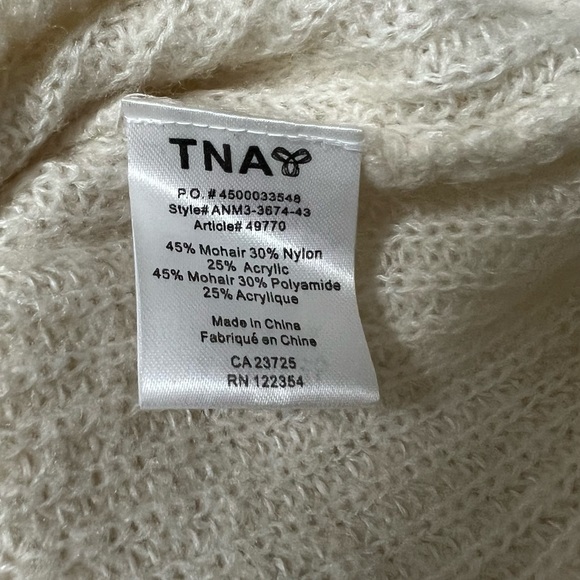 TNA
P.O. # 4500033548
Style# ANM3-3674-43
Article# 49770
45% Mohair 30% Nylon
25% Acrylic
45% Mohair 30% Polyamide
25% Acrylique
Made in China
Fabriqué en Chine
CA 23725
RN 122354